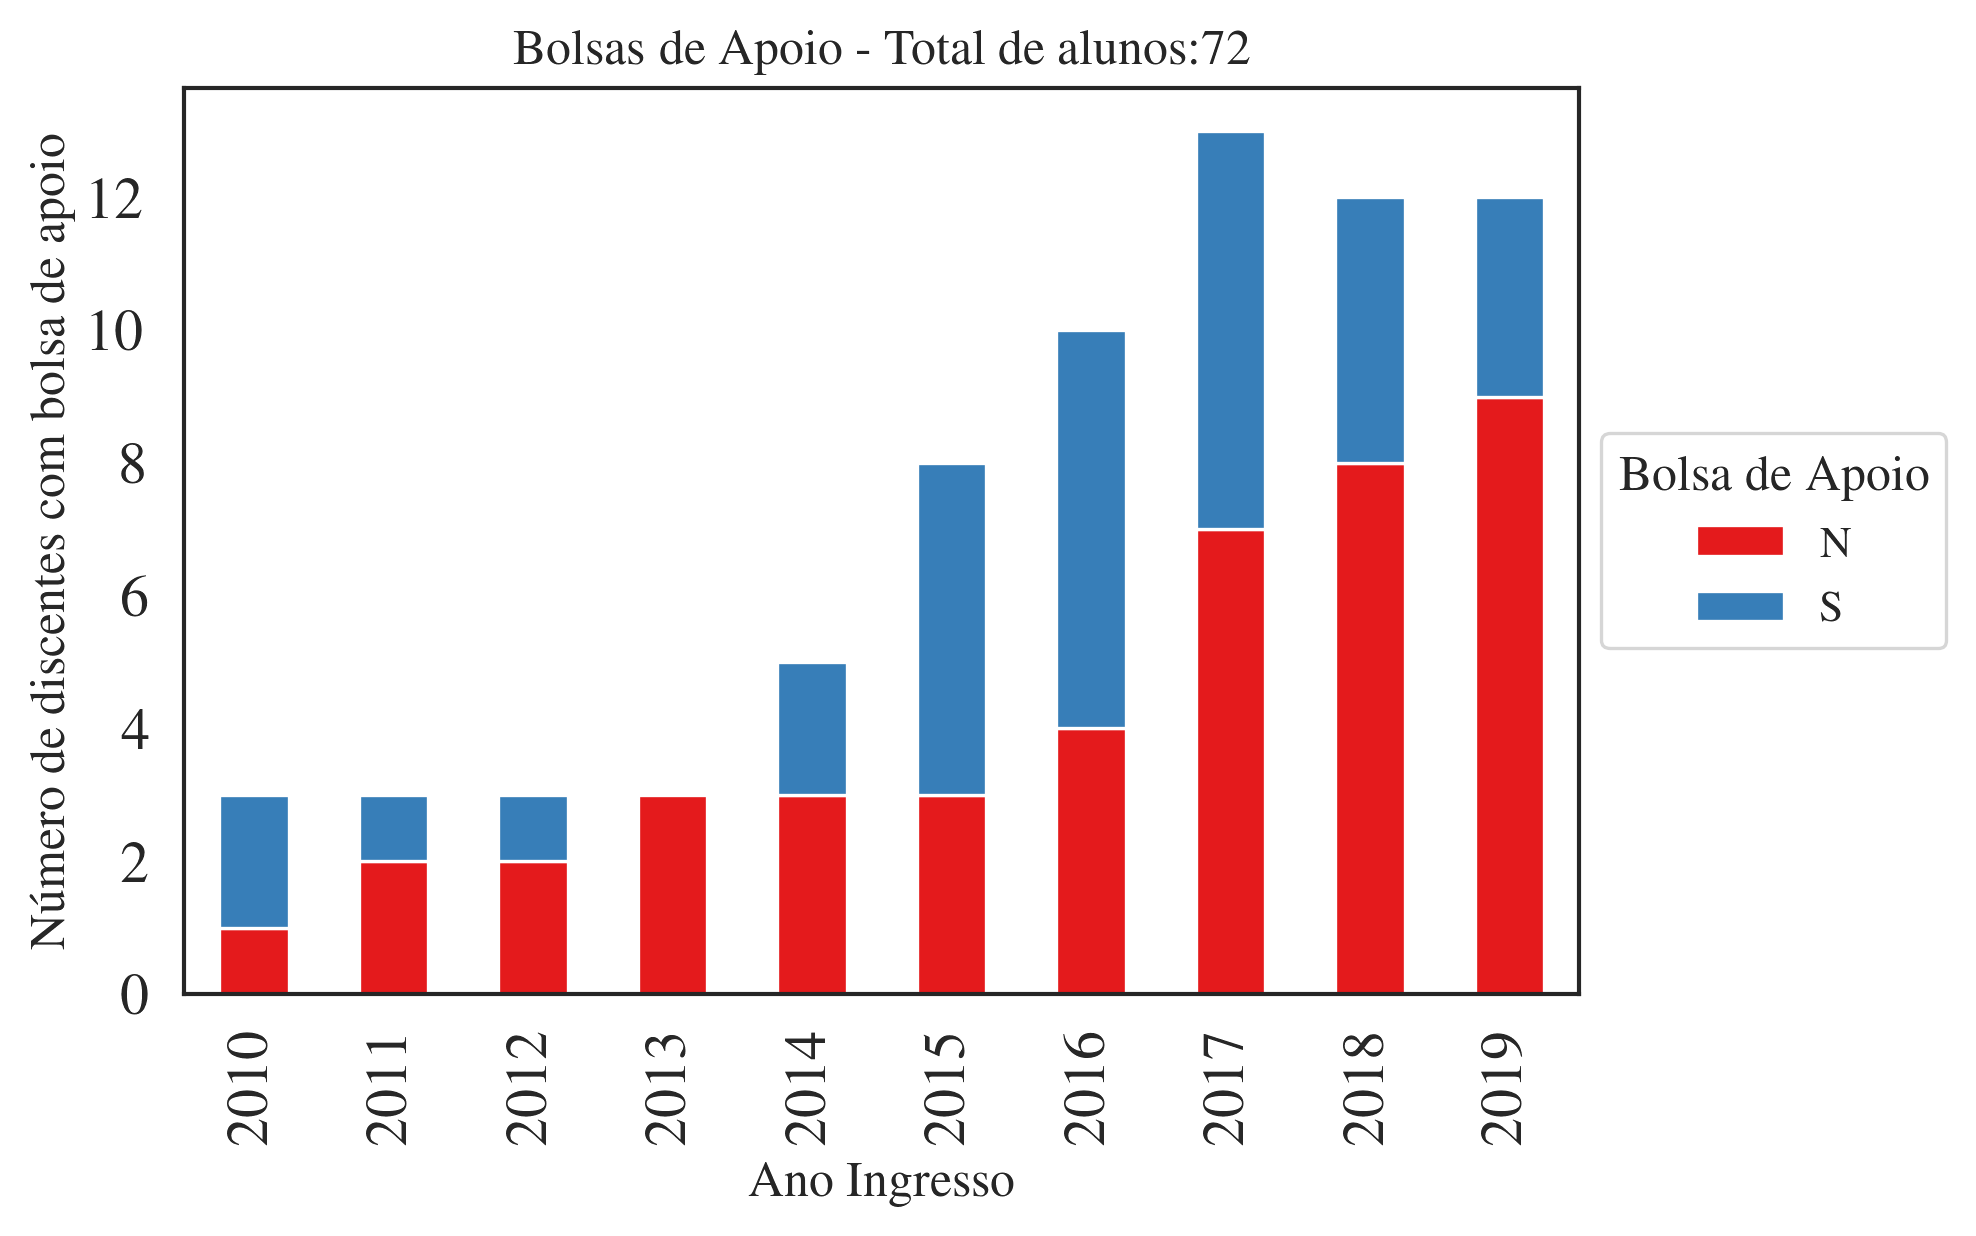 Bolsas de Apoio - Total de alunos:72
Número de discentes com bolsa de apoio
12
10
8
6
4
2
0
2010
2011
2012
2013
2014
2015
2016
2017
2018
2019
Ano Ingresso
Bolsa de Apoio
N
S